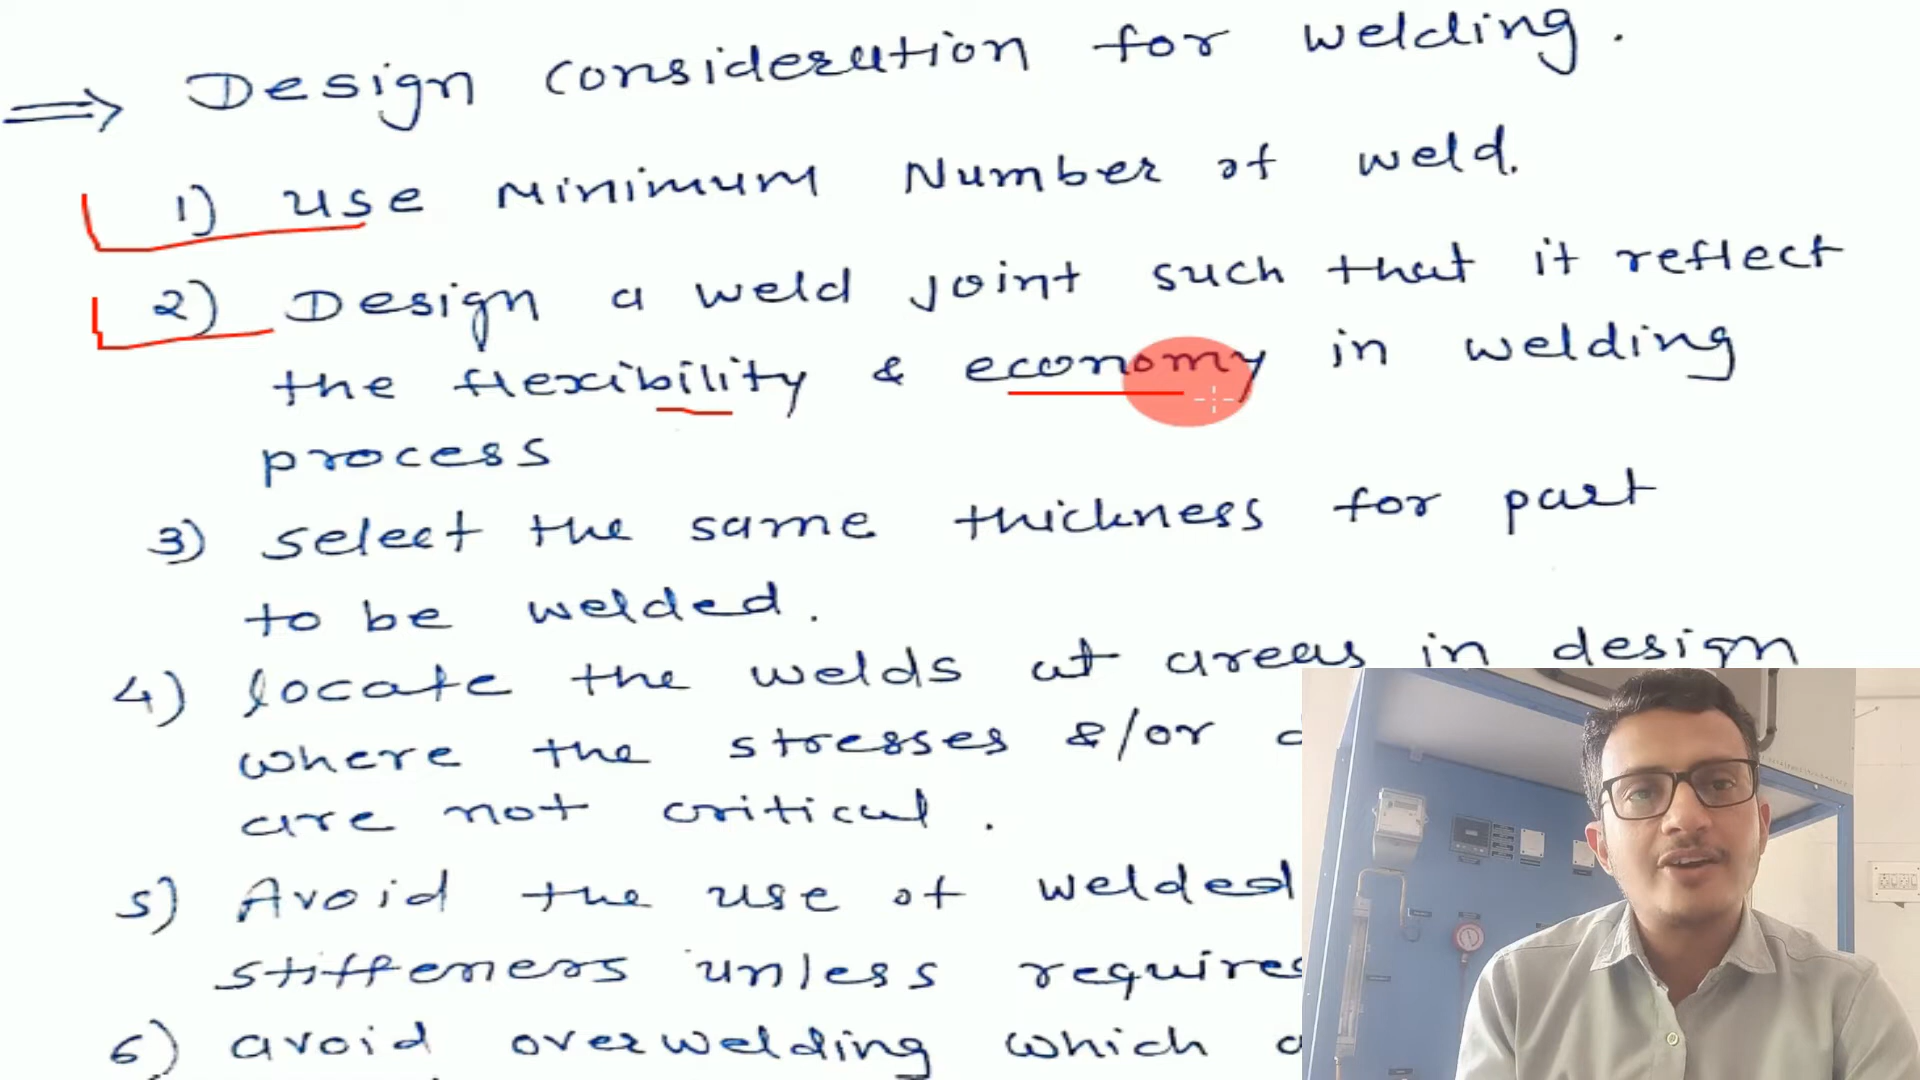 ⇒ Design consideration for welding.
1) Use Minimum Number of weld.
2) Design a weld joint such that it reflect
the flexibility & economy in welding
process
3) select the same thickness for part
to be welded.
4) locate the welds at areas in design
where the stresses &/or
are not critical.
5) Avoid the use of welded
stiffeners unless
6) avoid overwelding which